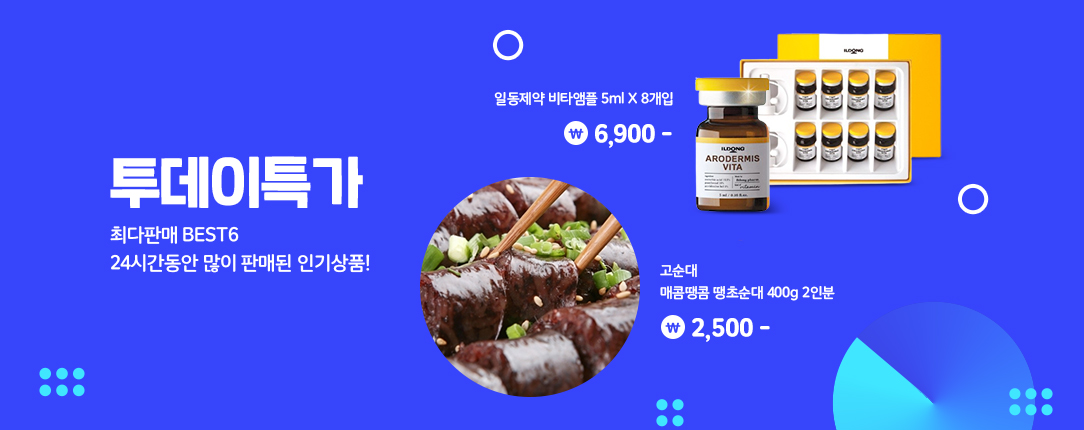 투데이특가
최다판매 BEST6
24시간동안 많이 판매된 인기상품!
일동제약 비타앰플 5ml X 8개입
₩ 6,900 -
ILDONG
ILDONG
ARODERMIS
VITA
고순대
매콤땡콤 땡초순대 400g 2인분
₩ 2,500 -